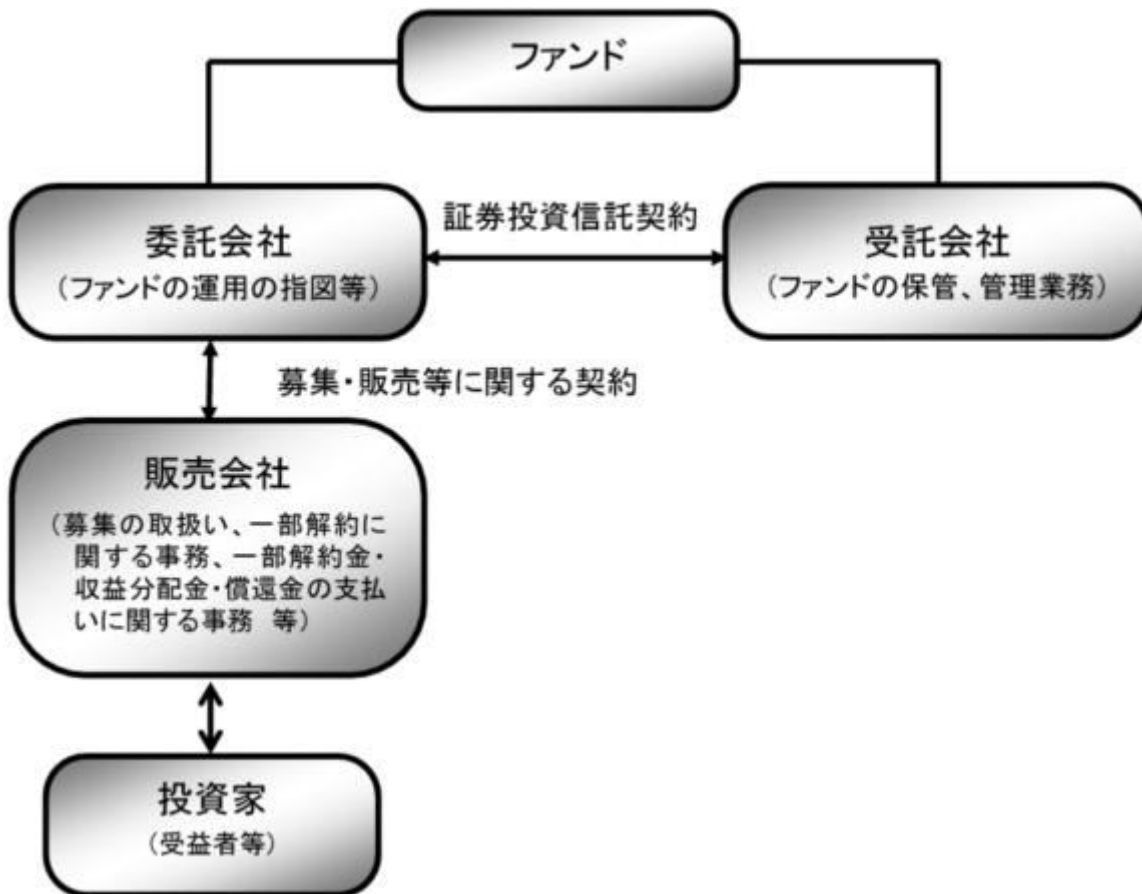 ファンド
委託会社
（ファンドの運用の指図等）
証券投資信託契約
受託会社
（ファンドの保管、管理業務）
募集・販売等に関する契約
販売会社
（募集の取扱い、一部解約に
関する事務、一部解約金・
収益分配金・償還金の支払
いに関する事務　等）
投資家
（受益者等）